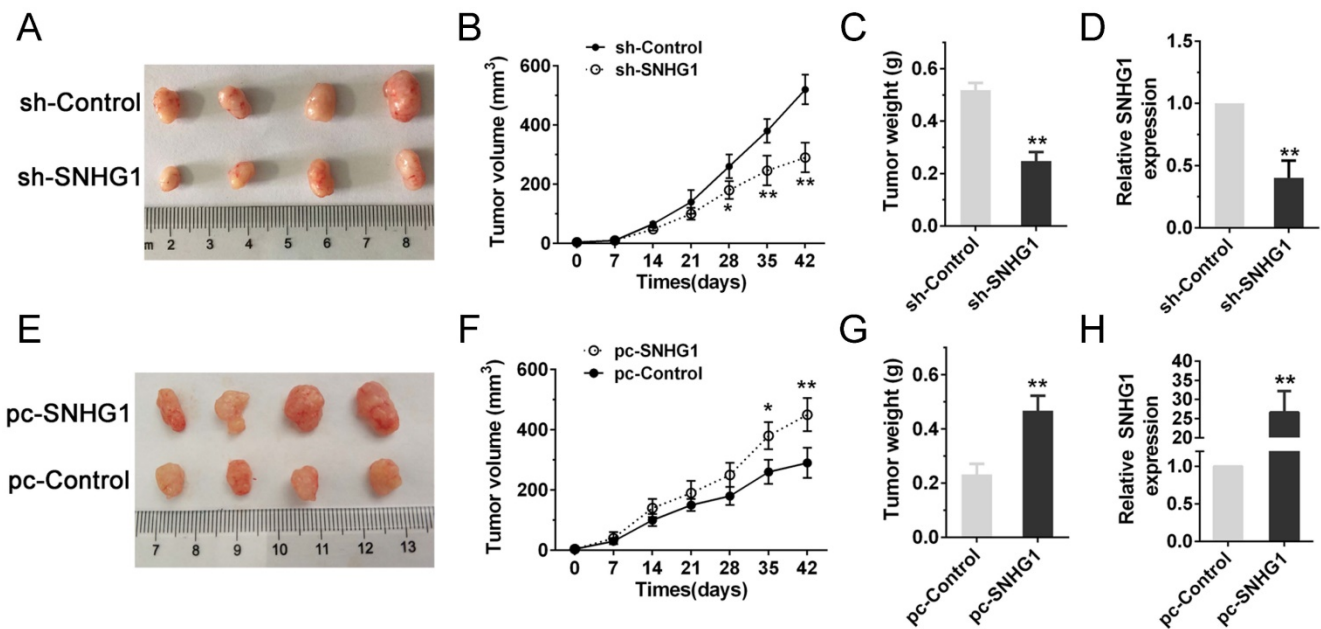 A
sh-Control
sh-SNHG1
m 2 3 4 5 6 7 8
B
sh-Control
sh-SNHG1
Tumor volume (mm3)
600
400
200
0
* ** **
0 7 14 21 28 35 42
Times(days)
C
Tumor weight (g)
0.6
0.4
0.2
0.0
**
sh-Control
sh-SNHG1
D
Relative SNHG1
expression
1.5
1.0
0.5
0.0
**
sh-Control
sh-SNHG1
E
pc-SNHG1
pc-Control
7 8 9 10 11 12 13
F
pc-SNHG1
pc-Control
Tumor volume (mm3)
600
400
200
0
* **
0 7 14 21 28 35 42
Times(days)
G
Tumor weight (g)
0.6
0.4
0.2
0.0
**
pc-Control
pc-SNHG1
H
Relative SNHG1
expression
40
35
30
25
20
1.0
0.5
0.0
**
pc-Control
pc-SNHG1